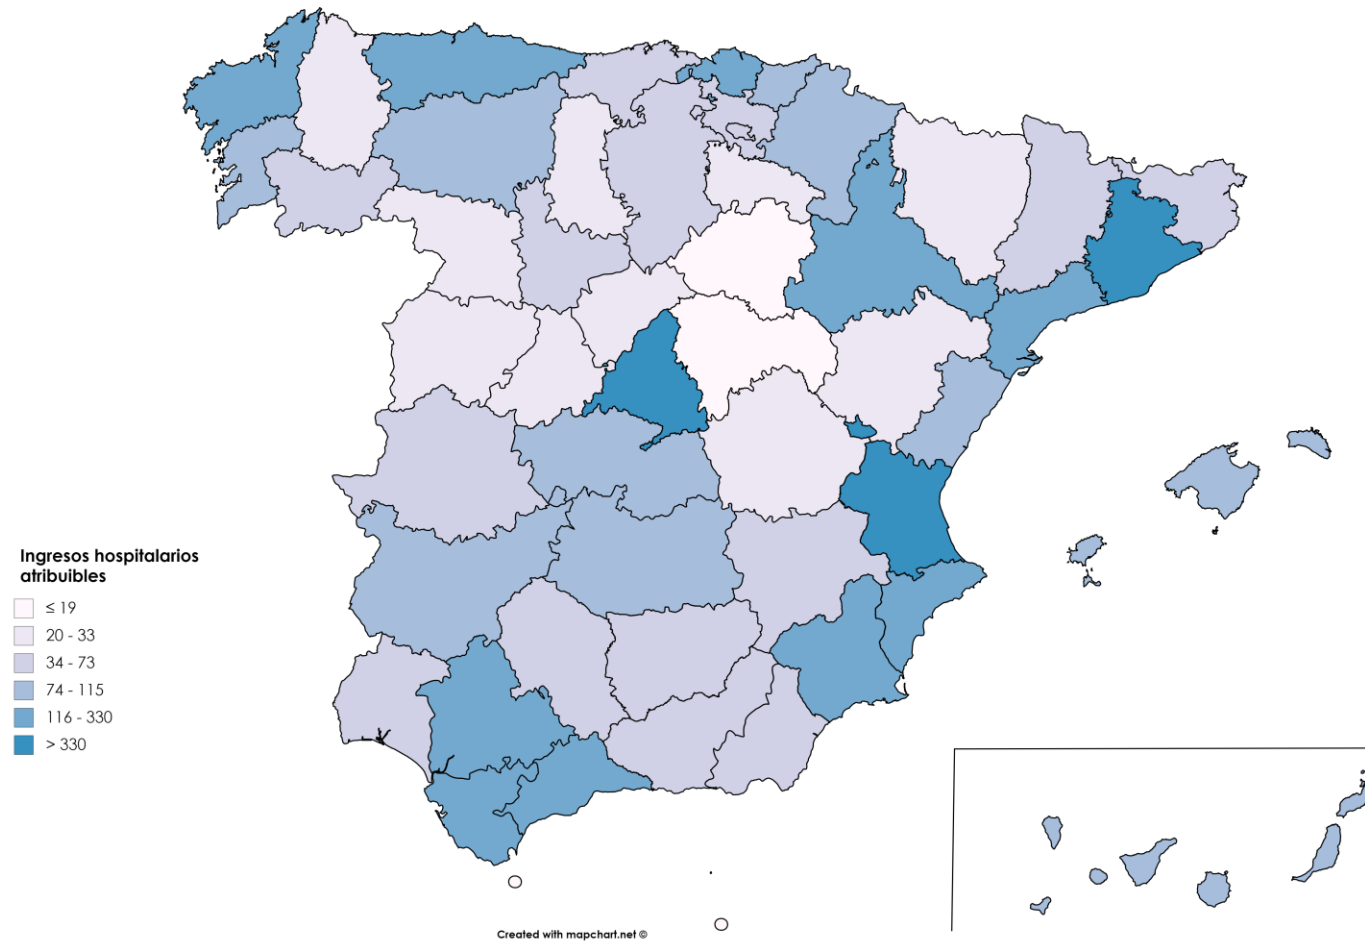 Ingresos hospitalarios
atribuibles
≤ 19
20 - 33
34 - 73
74 - 115
116 - 330
> 330
Created with mapchart.net ©